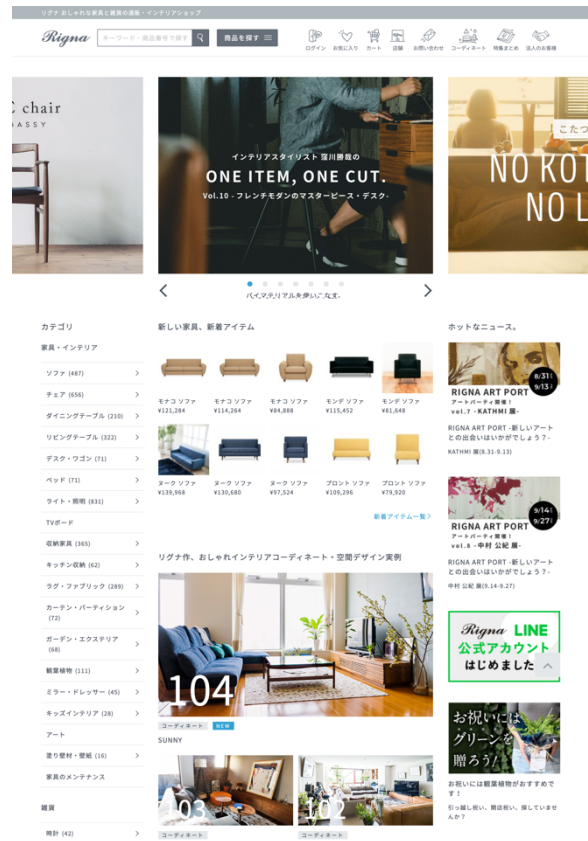 リグナ おしゃれな家具と雑貨の通販・インテリアショップ
Rigna
キーワード・商品番号で探す
商品を探す
ログイン
お気に入り
カート
店舗
お問い合わせ
コーディネート
特集まとめ
法人のお客様
chair
ASSY
インテリアスタイリスト 窪川勝哉の
ONE ITEM, ONE CUT.
Vol.10 - フレンチモダンのマスターピース・デスク-
こたつ
NO KOT
NO L
バイマテリアルを使いこなす。
カテゴリ
家具・インテリア
ソファ (487)
チェア (656)
ダイニングテーブル (210)
リビングテーブル (322)
デスク・ワゴン (71)
ベッド (71)
ライト・照明 (831)
TVボード
収納家具 (365)
キッチン収納 (62)
ラグ・ファブリック (289)
カーテン・パーティション
(72)
ガーデン・エクステリア
(68)
観葉植物 (111)
ミラー・ドレッサー (45)
キッズインテリア (28)
アート
塗り壁材・壁紙 (16)
家具のメンテナンス
雑貨
時計 (42)
新しい家具、新着アイテム
モナコ ソファ
¥121,284
モナコ ソファ
¥114,264
モナコ ソファ
¥84,888
モンデ ソファ
¥115,452
モンデ ソファ
¥81,648
ヌーク ソファ
¥139,968
ヌーク ソファ
¥130,680
ヌーク ソファ
¥97,524
プロント ソファ
¥109,296
プロント ソファ
¥79,920
新着アイテム一覧
リグナ作、おしゃれインテリアコーディネート・空間デザイン実例
104
コーディネート
NEW
SUNNY
103
コーディネート
102
コーディネート
ホットなニュース。
8/31
9/13
RIGNA ART PORT
アートパーティ開催！
vol.7 -KATHMI 展-
RIGNA ART PORT -新しいアート
との出会いはいかがでしょう？-
KATHMI 展(8.31-9.13)
9/14
9/27
RIGNA ART PORT
アートパーティ開催！
vol.8 -中村 公紀 展-
RIGNA ART PORT -新しいアート
との出会いはいかがでしょう？-
中村 公紀 展(9.14-9.27)
Rigna LINE
公式アカウント
はじめました
お祝いには
グリーンを
贈ろう!
お祝いには観葉植物がおすすめで
す！
引っ越し祝い、開店祝い、探していませ
んか？